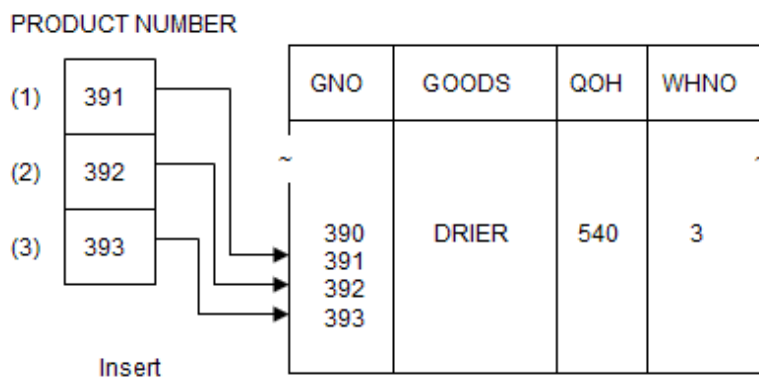 PRODUCT NUMBER
GNO GOODS QOH WHNO
(1) 391
(2) 392
~ ~
(3) 393
390 DRIER 540 3
391
392
393
Insert